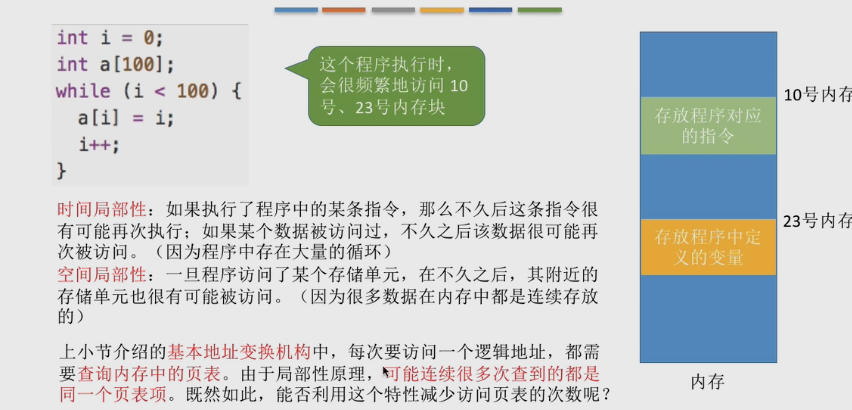 int i = 0;
int a[100];
while (i < 100) {
a[i] = i;
i++;
}
这个程序执行时，
会很频繁地访问 10
号、23号内存块
时间局部性：如果执行了程序中的某条指令，那么不久后这条指令很
有可能再次执行；如果某个数据被访问过，不久之后该数据很可能再
次被访问。（因为程序中存在大量的循环）
空间局部性：一旦程序访问了某个存储单元，在不久之后，其附近的
存储单元也很有可能被访问。（因为很多数据在内存中都是连续存放
的）
上小节介绍的基本地址变换机构中，每次要访问一个逻辑地址，都需
要查询内存中的页表。由于局部性原理，可能连续很多次查到的都是
同一个页表项。既然如此，能否利用这个特性减少访问页表的次数呢？
10号内存
存放程序对应
的指令
23号内存
存放程序中定
义的变量
内存